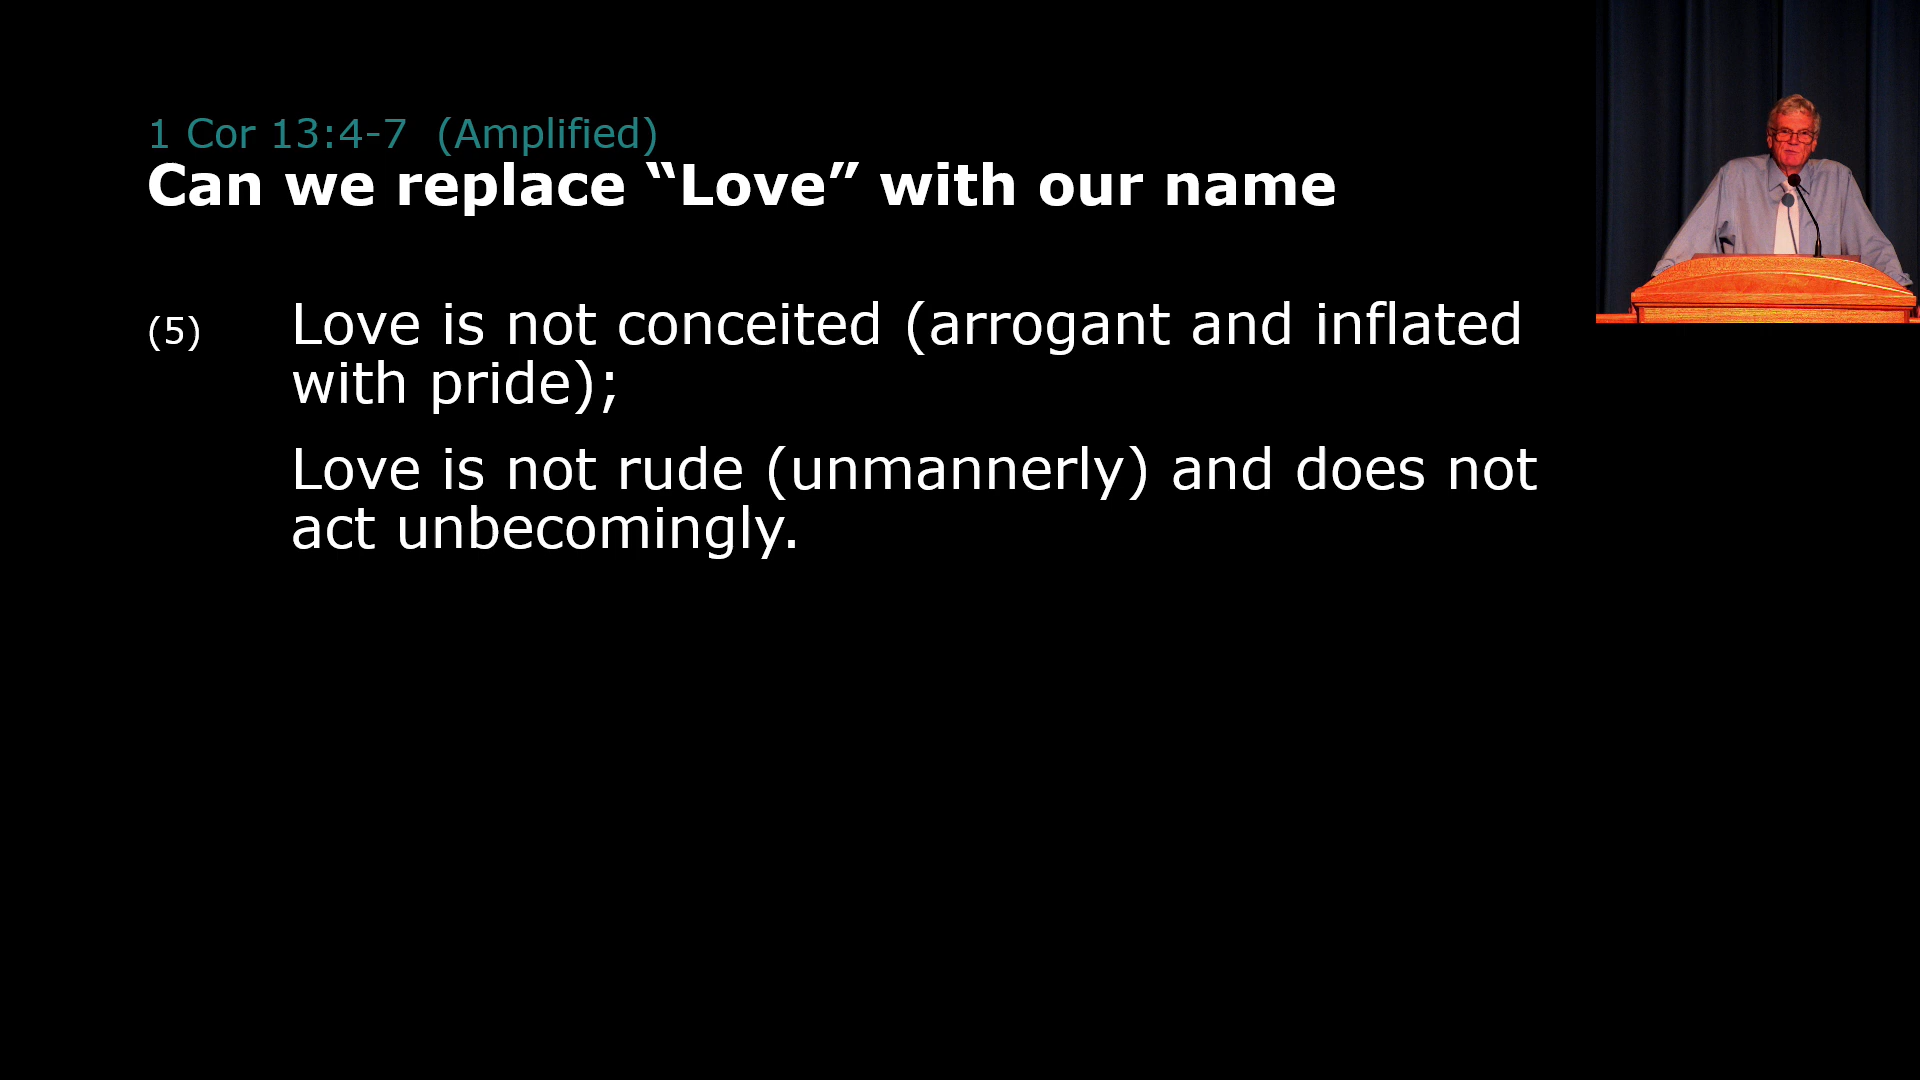 1 Cor 13:4-7 (Amplified)
Can we replace “Love” with our name
(5) Love is not conceited (arrogant and inflated
with pride);
Love is not rude (unmannerly) and does not
act unbecomingly.